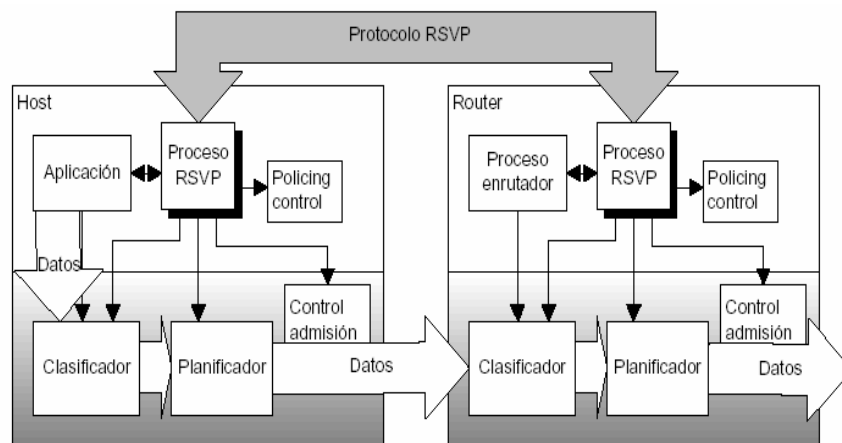 Protocolo RSVP
Host
Aplicación
Proceso
RSVP
Policing
control
Datos
Control
admisión
Clasificador
Planificador
Datos
Router
Proceso
enrutador
Proceso
RSVP
Policing
control
Control
admisión
Clasificador
Planificador
Datos